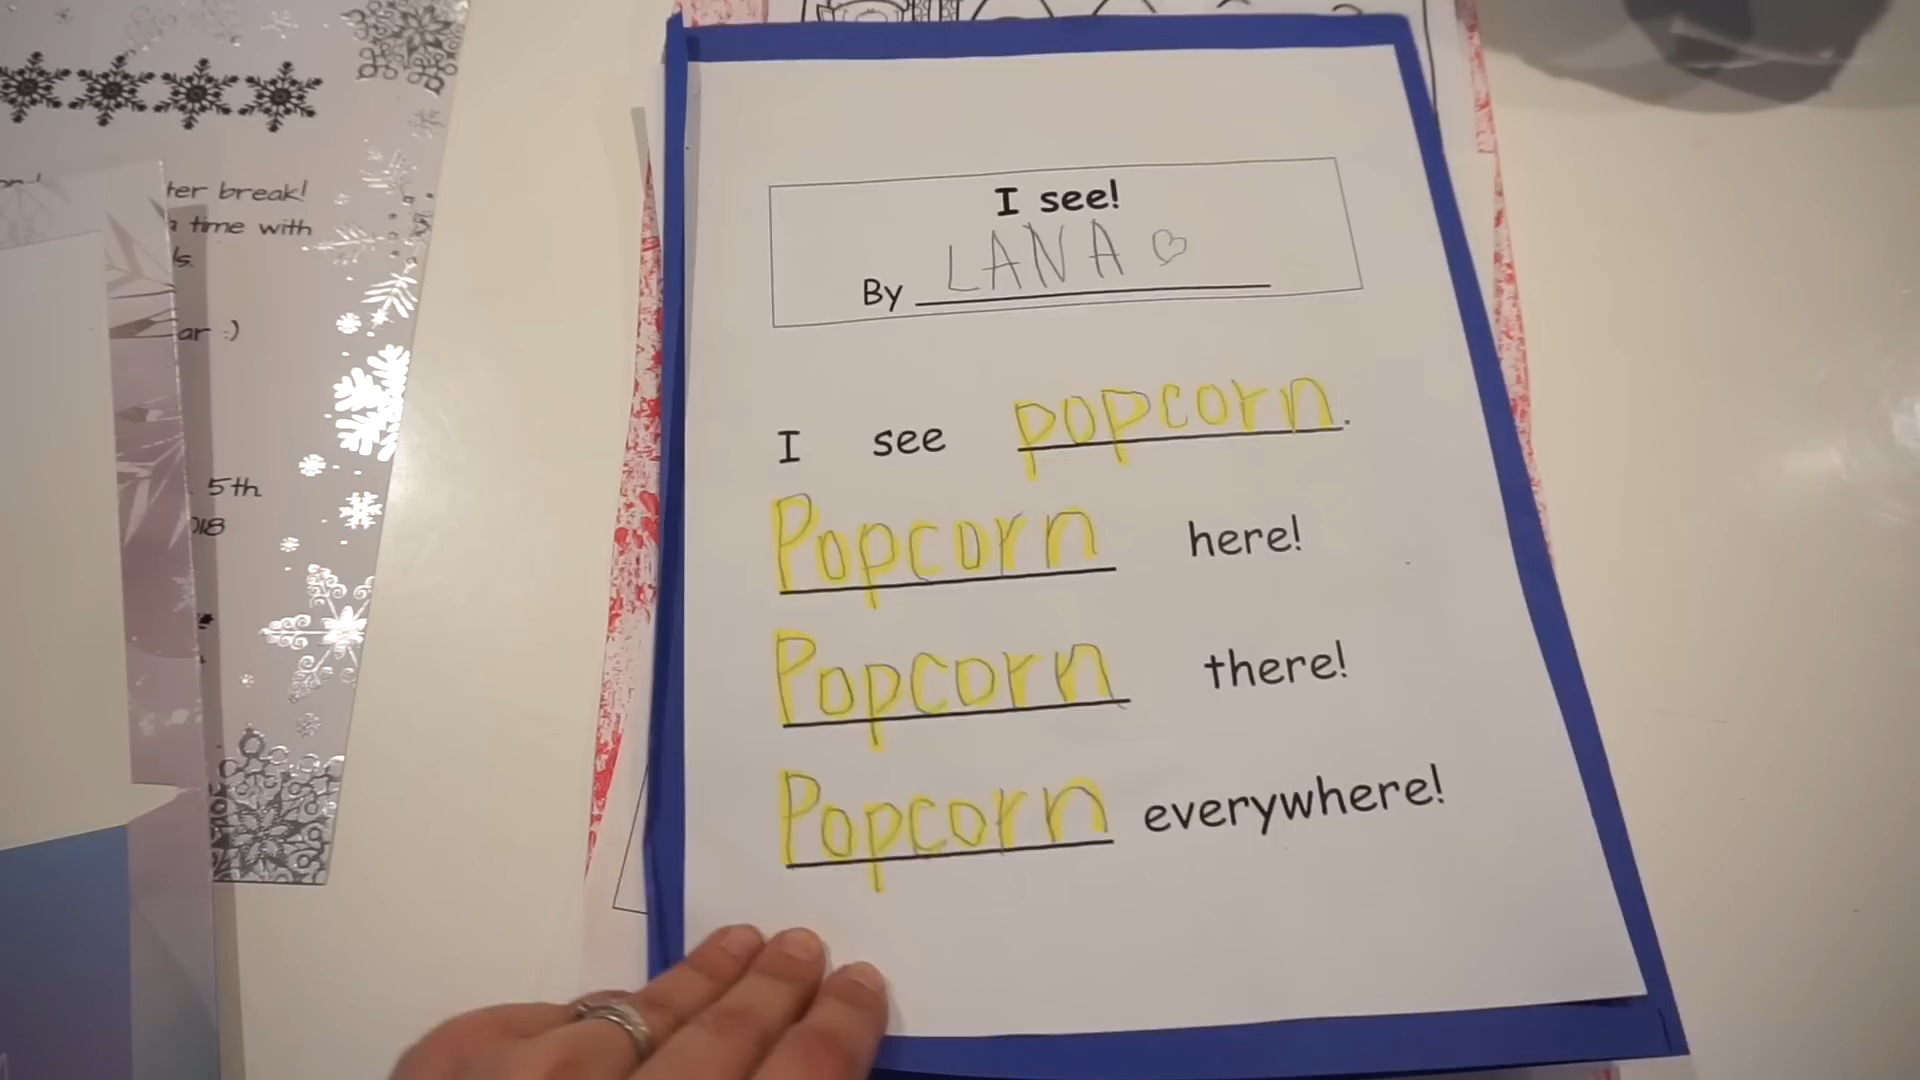 ter break!
time with
ar :)
5th
I see!
By LANA
I see popcorn.
Popcorn here!
Popcorn there!
Popcorn everywhere!